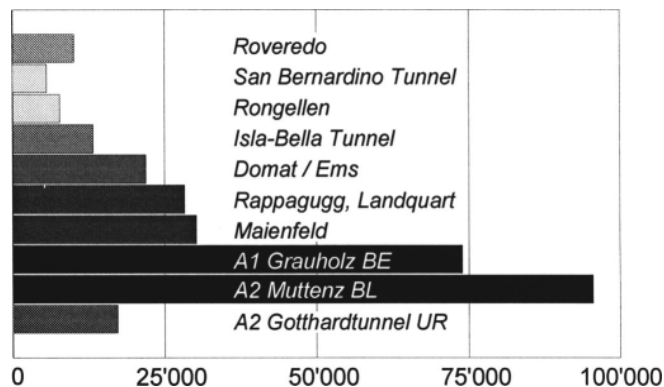 Roveredo
San Bernardino Tunnel
Rongellen
Isla-Bella Tunnel
Domat / Ems
Rappagugg, Landquart
Maienfeld
A1 Grauholz BE
A2 Muttenz BL
A2 Gotthardtunnel UR
0 25'000 50'000 75'000 100'000